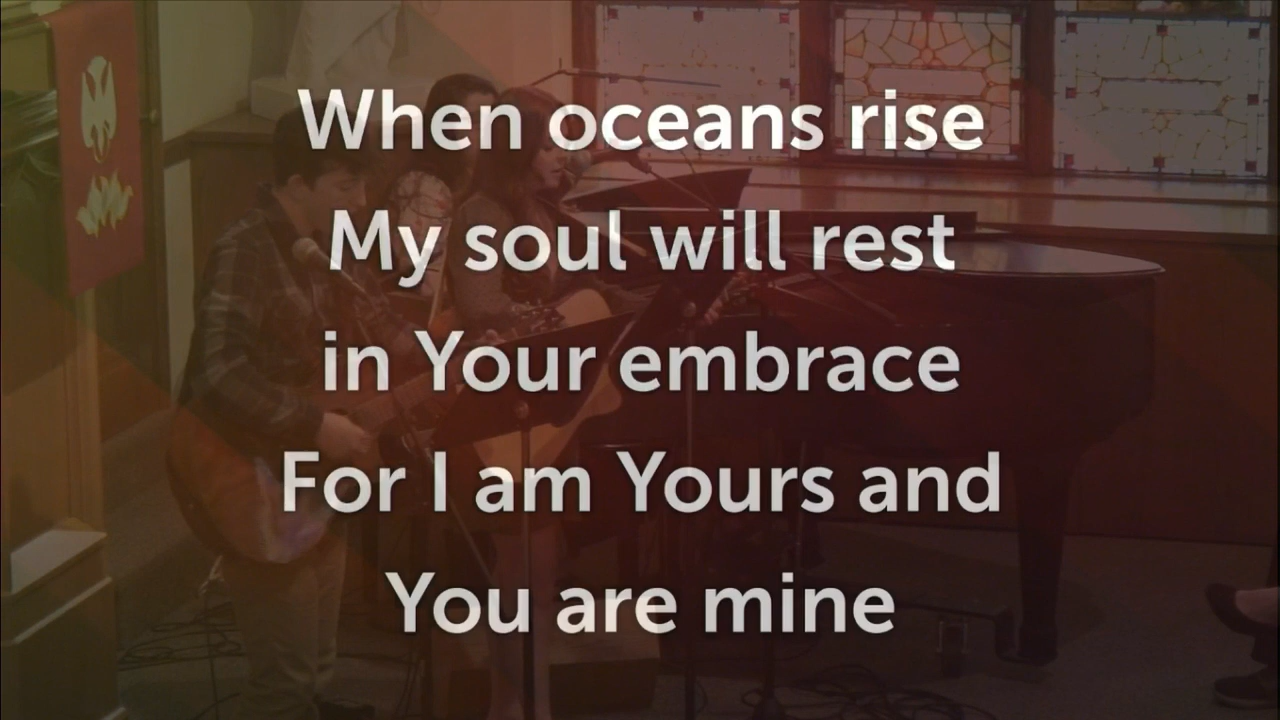 When oceans rise
My soul will rest
in Your embrace
For I am Yours and
You are mine